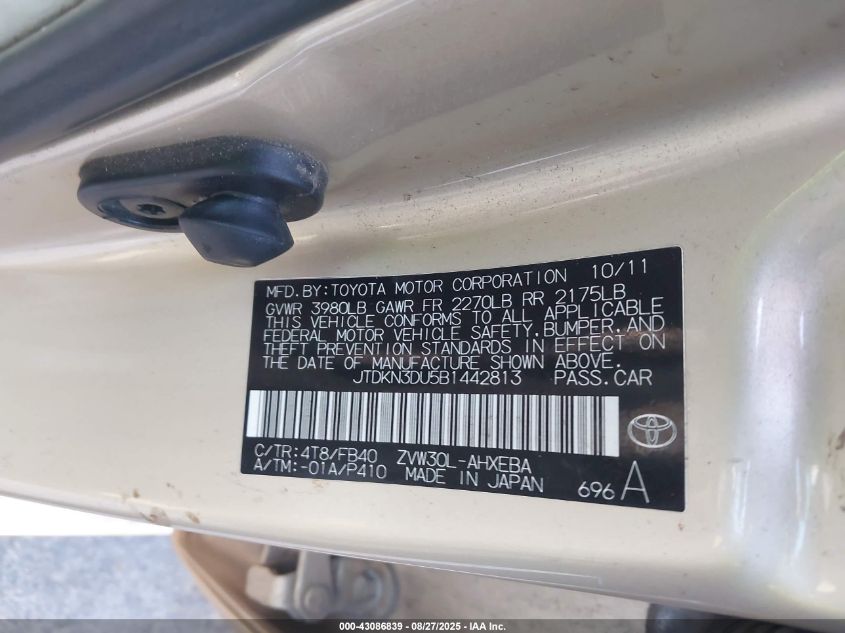 MFD.BY:TOYOTA MOTOR CORPORATION 10/11
GVWR 3980LB GAWR FR 2270LB RR 2175LB
THIS VEHICLE CONFORMS TO ALL APPLICABLE
FEDERAL MOTOR VEHICLE SAFETY,BUMPER,AND
THEFT PREVENTION STANDARDS IN EFFECT ON
THE DATE OF MANUFACTURE SHOWN ABOVE.
JTDKN3DU5B1442813 PASS.CAR
C/TR:4T8/FB40 ZVW30L-AHXEBA
A/TM:-01A/P410 MADE IN JAPAN
696 A
000-43086839 - 08/27/2025 - IAA Inc.